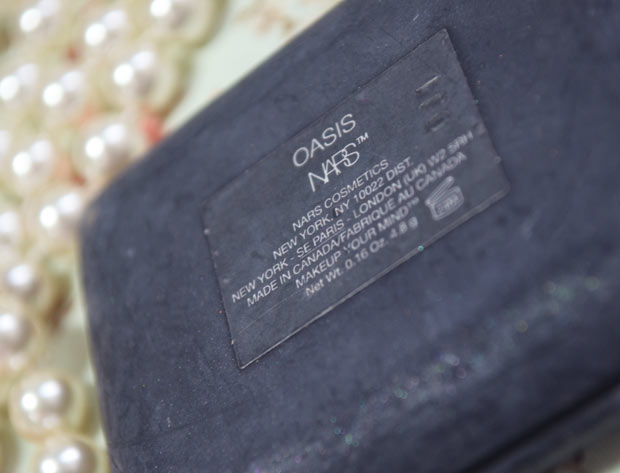 OASIS
NARS™
NARS COSMETICS
NEW YORK, NY 10022 DIST.
NEW YORK - SE PARIS - LONDON (UK) W2 5RH
MADE IN CANADA/FABRIQUE AU CANADA
MAKEUP YOUR MIND™
Net Wt. 0.16 Oz. 4.8 g